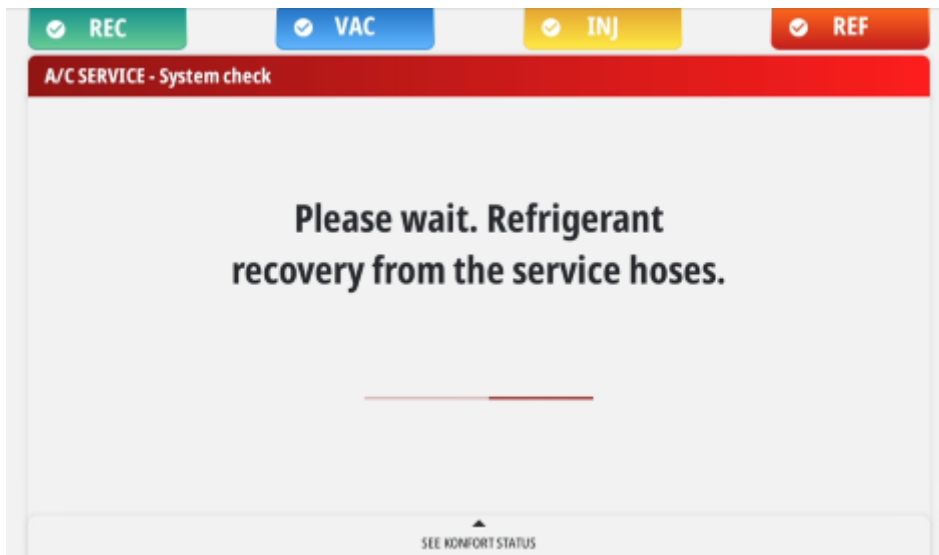 REC VAC INJ REF
A/C SERVICE - System check
Please wait. Refrigerant
recovery from the service hoses.
SEE KONFORT STATUS